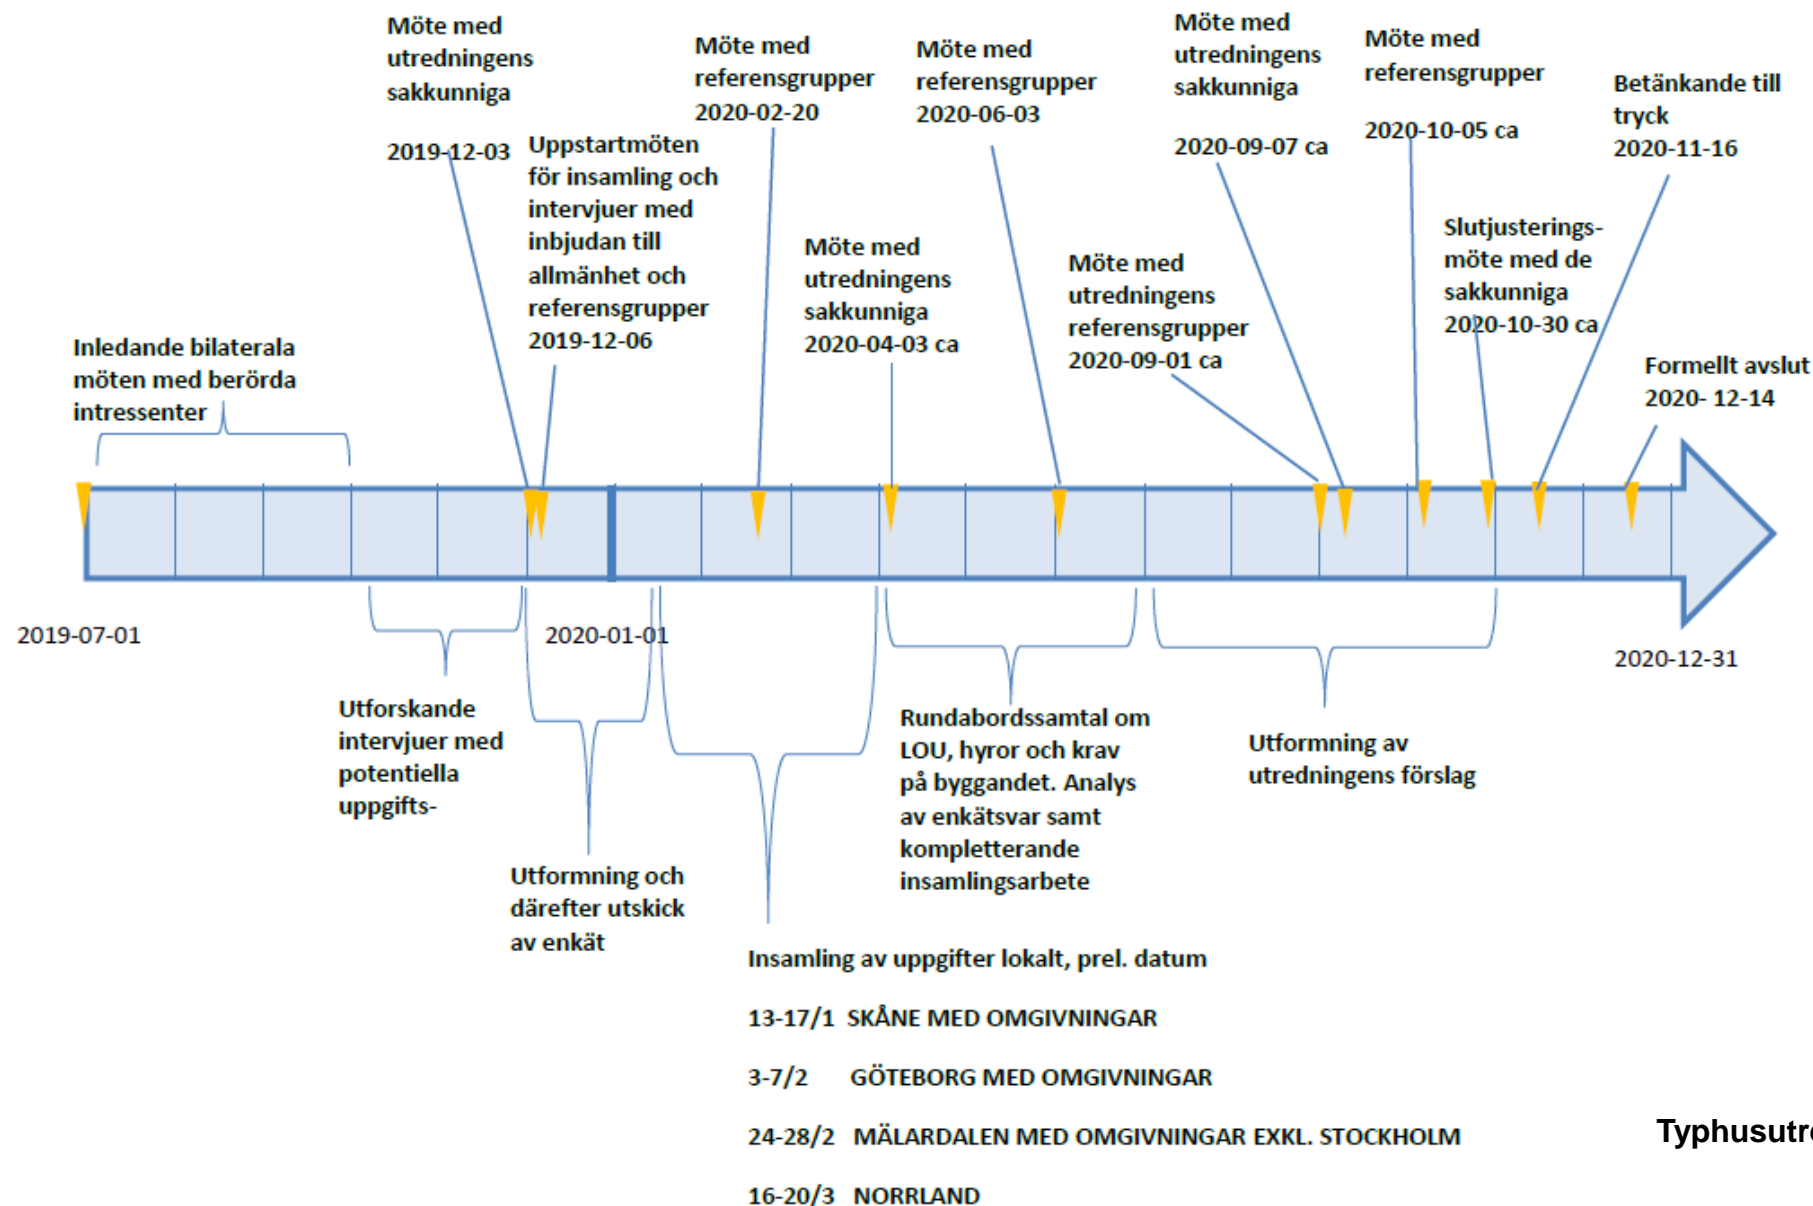 Möte med
utredningens
sakkunniga
2019-12-03
Uppstartmöten
för insamling och
intervjuer med
inbjudan till
allmänhet och
referensgrupper
2019-12-06
Möte med
referensgrupper
2020-02-20
Möte med
referensgrupper
2020-06-03
Möte med
utredningens
sakkunniga
2020-09-07 ca
Möte med
referensgrupper
2020-10-05 ca
Betänkande till
tryck
2020-11-16
Möte med
utredningens
sakkunniga
2020-04-03 ca
Möte med
utredningens
referensgrupper
2020-09-01 ca
Slutjusterings-
möte med de
sakkunniga
2020-10-30 ca
Inledande bilaterala
möten med berörda
intressenter
Formellt avslut
2020- 12-14
2019-07-01
2020-01-01
2020-12-31
Utforskande
intervjuer med
potentiella
uppgifts-
Utformning och
därefter utskick
av enkät
Rundabordssamtal om
LOU, hyror och krav
på byggandet. Analys
av enkätsvar samt
kompletterande
insamlingsarbete
Utformning av
utredningens förslag
Insamling av uppgifter lokalt, prel. datum
13-17/1 SKÅNE MED OMGIVNINGAR
3-7/2 GÖTEBORG MED OMGIVNINGAR
24-28/2 MÄLARDALEN MED OMGIVNINGAR EXKL. STOCKHOLM
16-20/3 NORRLAND